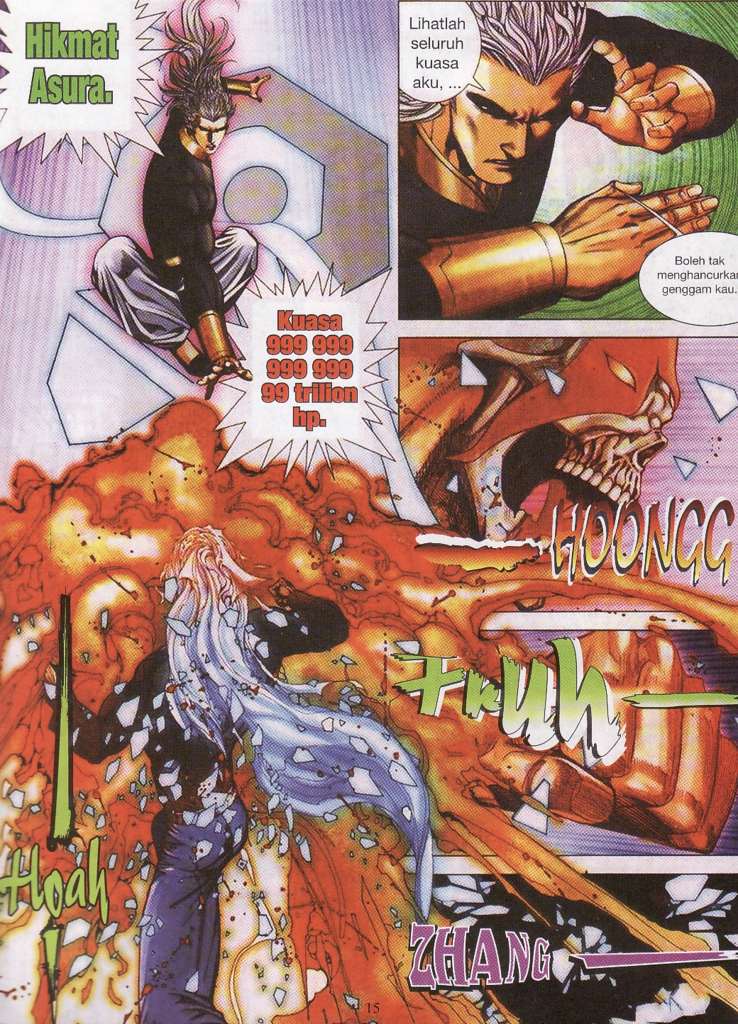 Hikmat
Asura.
Lihatlah
seluruh
kuasa
aku, ...
Boleh tak
menghancurkan
genggam kau.
Kuasa
999 999
999 999
99 trilion
hp.
HOONGG
Fruh
Hoah
ZHANG
15